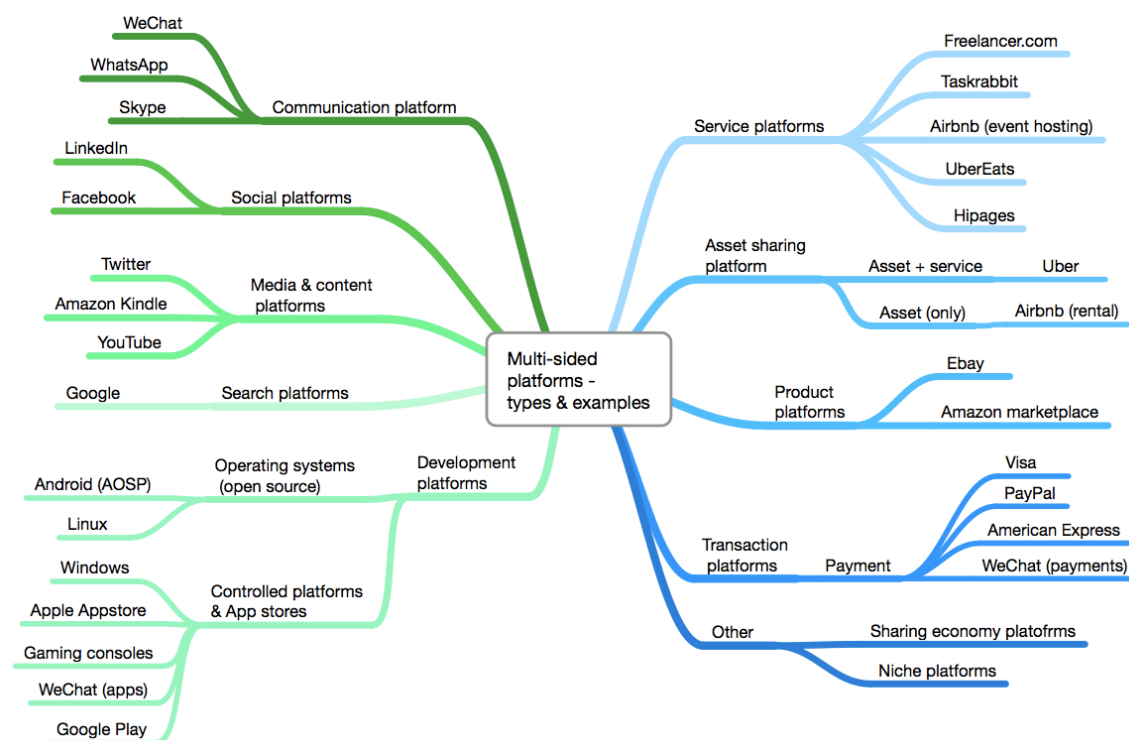 Multi-sided
platforms -
types & examples
Communication platform
WeChat
WhatsApp
Skype
Social platforms
LinkedIn
Facebook
Media & content
platforms
Twitter
Amazon Kindle
YouTube
Search platforms
Google
Development
platforms
Operating systems
(open source)
Android (AOSP)
Linux
Controlled platforms
& App stores
Windows
Apple Appstore
Gaming consoles
WeChat (apps)
Google Play
Service platforms
Freelancer.com
Taskrabbit
Airbnb (event hosting)
UberEats
Hipages
Asset sharing
platform
Asset + service
Uber
Asset (only)
Airbnb (rental)
Product
platforms
Ebay
Amazon marketplace
Transaction
platforms
Payment
Visa
PayPal
American Express
WeChat (payments)
Other
Sharing economy platofrms
Niche platforms